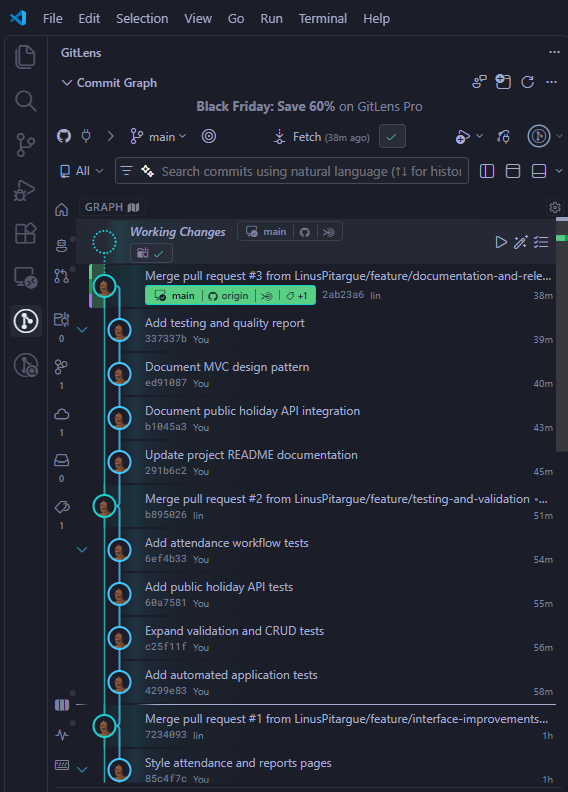 File Edit Selection View Go Run Terminal Help
GitLens
Commit Graph
Black Friday: Save 60% on GitLens Pro
main
Fetch (38m ago)
All
Search commits using natural language (↑↓ for histor
GRAPH
Working Changes
main
Merge pull request #3 from LinusPitargue/feature/documentation-and-rele...
main origin +1 2ab23a6 lin 38m
Add testing and quality report
337337b You 39m
0
Document MVC design pattern
ed91087 You 40m
1
Document public holiday API integration
b1045a3 You 43m
1
Update project README documentation
291b6c2 You 45m
0
Merge pull request #2 from LinusPitargue/feature/testing-and-validation •...
b895026 lin 51m
1
Add attendance workflow tests
6ef4b33 You 54m
Add public holiday API tests
60a7581 You 55m
Expand validation and CRUD tests
c25f11f You 56m
Add automated application tests
4299e83 You 58m
Merge pull request #1 from LinusPitargue/feature/interface-improvements...
7234093 lin 1h
Style attendance and reports pages
85c4f7c You 1h